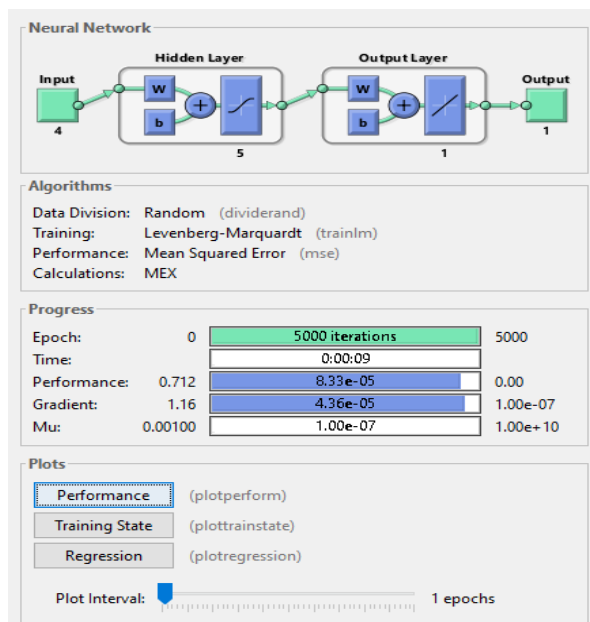 Neural Network
Hidden Layer Output Layer
Input Output
W W
+ +
b b
4 5 1 1
Algorithms
Data Division: Random (dividerand)
Training: Levenberg-Marquardt (trainlm)
Performance: Mean Squared Error (mse)
Calculations: MEX
Progress
Epoch: 0 5000 iterations 5000
Time: 0:00:09
Performance: 0.712 8.33e-05 0.00
Gradient: 1.16 4.36e-05 1.00e-07
Mu: 0.00100 1.00e-07 1.00e+10
Plots
Performance (plotperform)
Training State (plottrainstate)
Regression (plotregression)
Plot Interval: 1 epochs